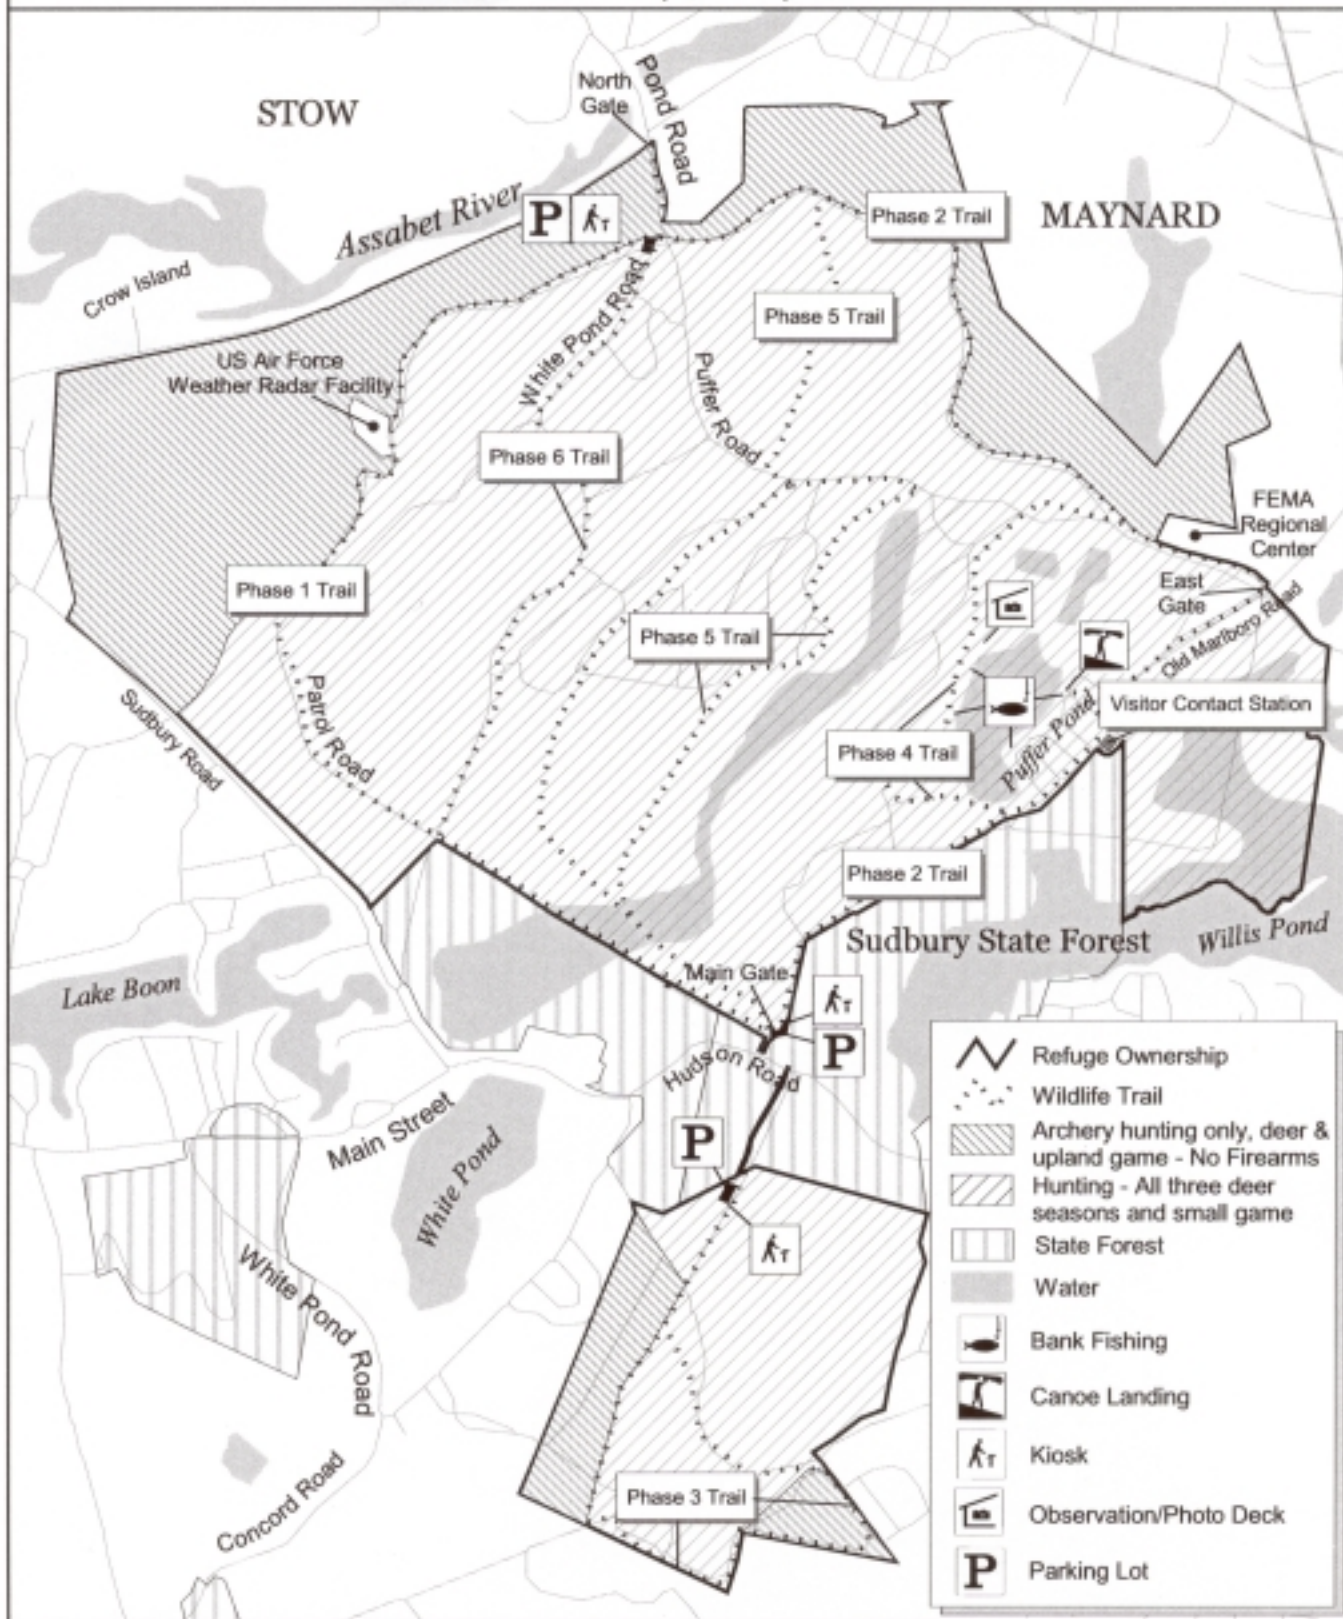 STOW
North
Gate
Pond Road
Assabet River
P
Phase 2 Trail
MAYNARD
Crow Island
Phase 5 Trail
US Air Force
Weather Radar Facility
White Pond Road
Puffer Road
Phase 6 Trail
FEMA
Regional
Center
East
Gate
Old Marlboro Road
Phase 1 Trail
Phase 5 Trail
Patrol Road
Sudbury Road
Visitor Contact Station
Puffer Pond
Phase 4 Trail
Phase 2 Trail
Sudbury State Forest
Willis Pond
Lake Boon
Main Gate
P
Hudson Road
Main Street
White Pond
P
White Pond Road
Concord Road
Phase 3 Trail
Refuge Ownership
Wildlife Trail
Archery hunting only, deer &
upland game - No Firearms
Hunting - All three deer
seasons and small game
State Forest
Water
Bank Fishing
Canoe Landing
Kiosk
Observation/Photo Deck
P Parking Lot